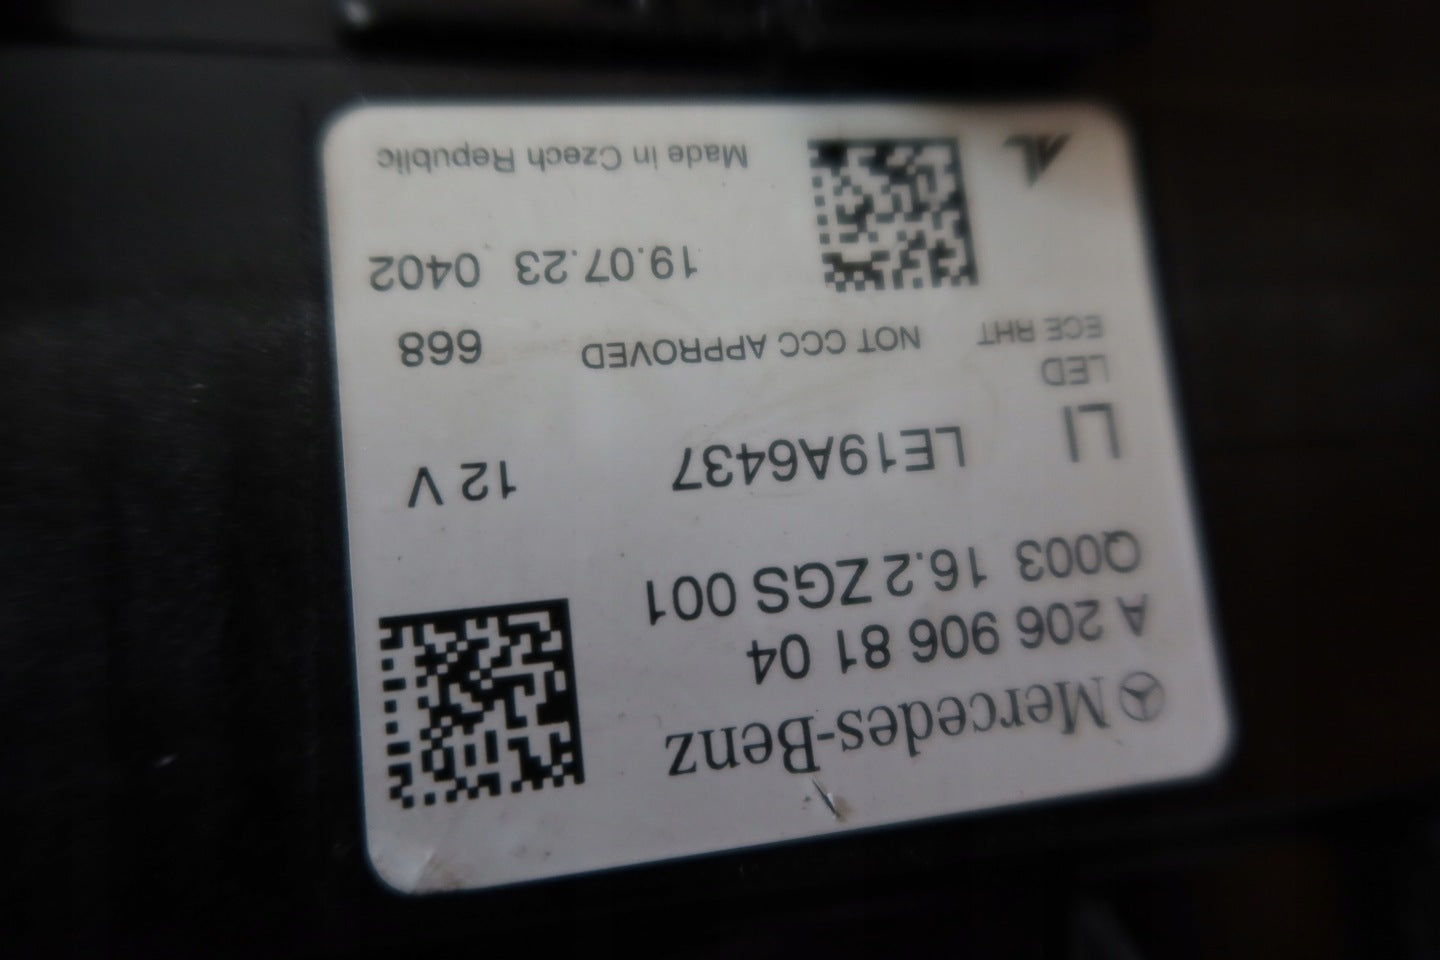 Mercedes-Benz
A 206 906 81 04
Q003 16.2 ZGS 001
LI LE19A6437 12 V
LED
ECE RHT NOT CCC APPROVED 668
19.07.23 0402
AL Made in Czech Republic